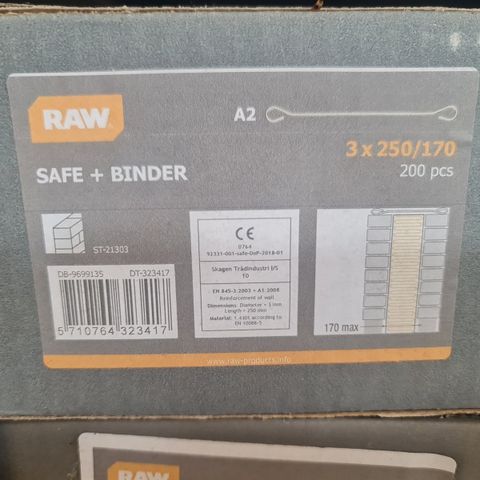 RAW
A2
3 x 250/170
200 pcs
SAFE + BINDER
ST-21303
DB-9699135 DT-323417
5 710764 323417
CE
0764
92331-001-safe-DoP-2018-01
Skagen Trådindustri I/S
10
EN 845-3:2003 + A1:2008
Reinforcement of wall
Dimensions: Diameter = 3 mm
Length = 250 mm
Material: 1.4301 according to
EN 10088-5
170 max
www.raw-products.info
RAW